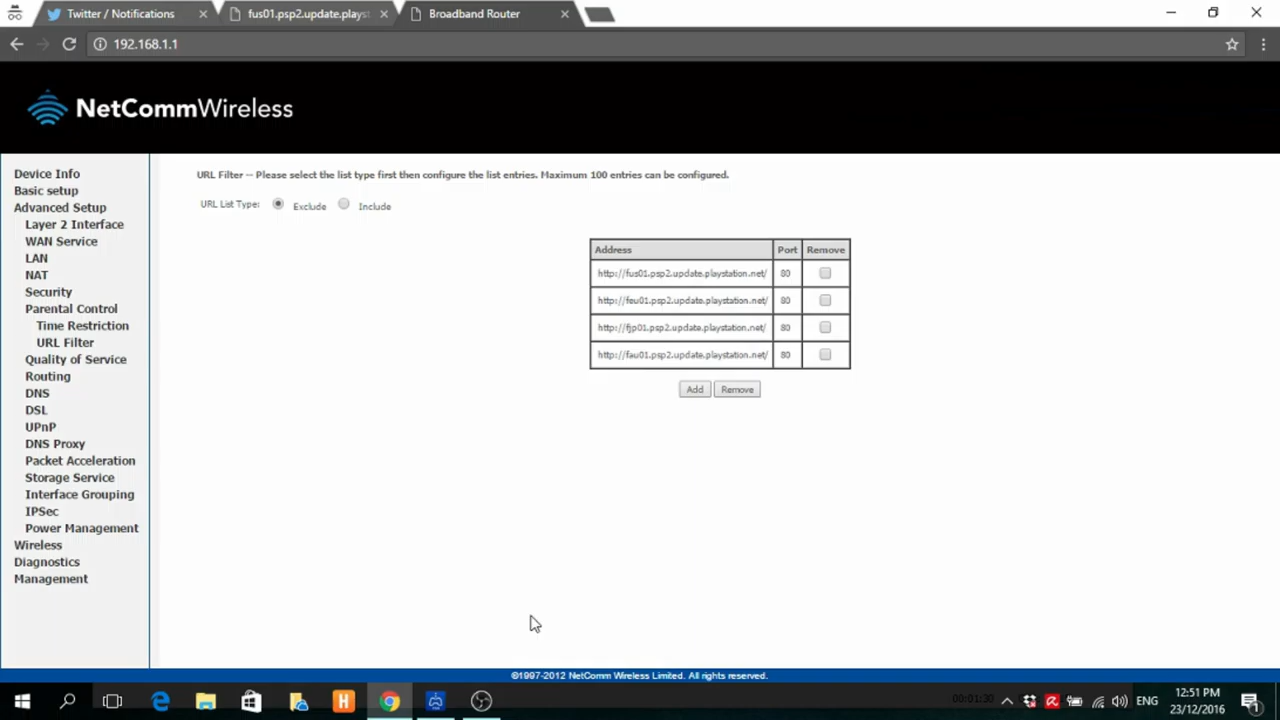 Twitter / Notifications
fus01.psp2.update.playst
Broadband Router
192.168.1.1
NetCommWireless
Device Info
Basic setup
Advanced Setup
Layer 2 Interface
WAN Service
LAN
NAT
Security
Parental Control
Time Restriction
URL Filter
Quality of Service
Routing
DNS
DSL
UPnP
DNS Proxy
Packet Acceleration
Storage Service
Interface Grouping
IPSec
Power Management
Wireless
Diagnostics
Management
URL Filter -- Please select the list type first then configure the list entries. Maximum 100 entries can be configured.
URL List Type: Exclude Include
Address Port Remove
http://fus01.psp2.update.playstation.net/ 80
http://feu01.psp2.update.playstation.net/ 80
http://fjp01.psp2.update.playstation.net/ 80
http://fau01.psp2.update.playstation.net/ 80
Add Remove
©1997-2012 NetComm Wireless Limited. All rights reserved.
00:01:30
ENG
12:51 PM
23/12/2016